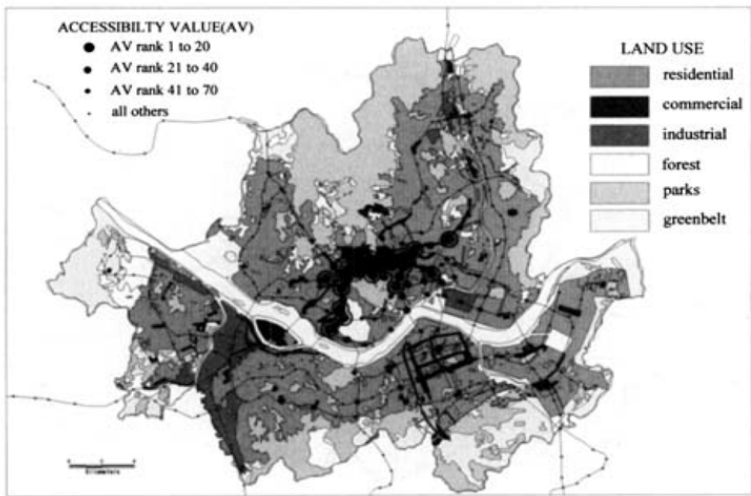 ACCESSIBILTY VALUE(AV)
AV rank 1 to 20
AV rank 21 to 40
AV rank 41 to 70
all others
LAND USE
residential
commercial
industrial
forest
parks
greenbelt
Kilometers